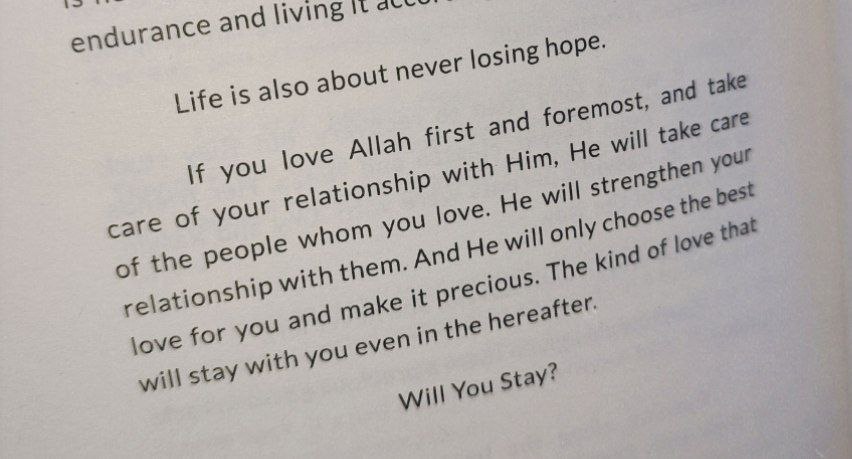 endurance and living it
Life is also about never losing hope.
If you love Allah first and foremost, and take
care of your relationship with Him, He will take care
of the people whom you love. He will strengthen your
relationship with them. And He will only choose the best
love for you and make it precious. The kind of love that
will stay with you even in the hereafter.
Will You Stay?